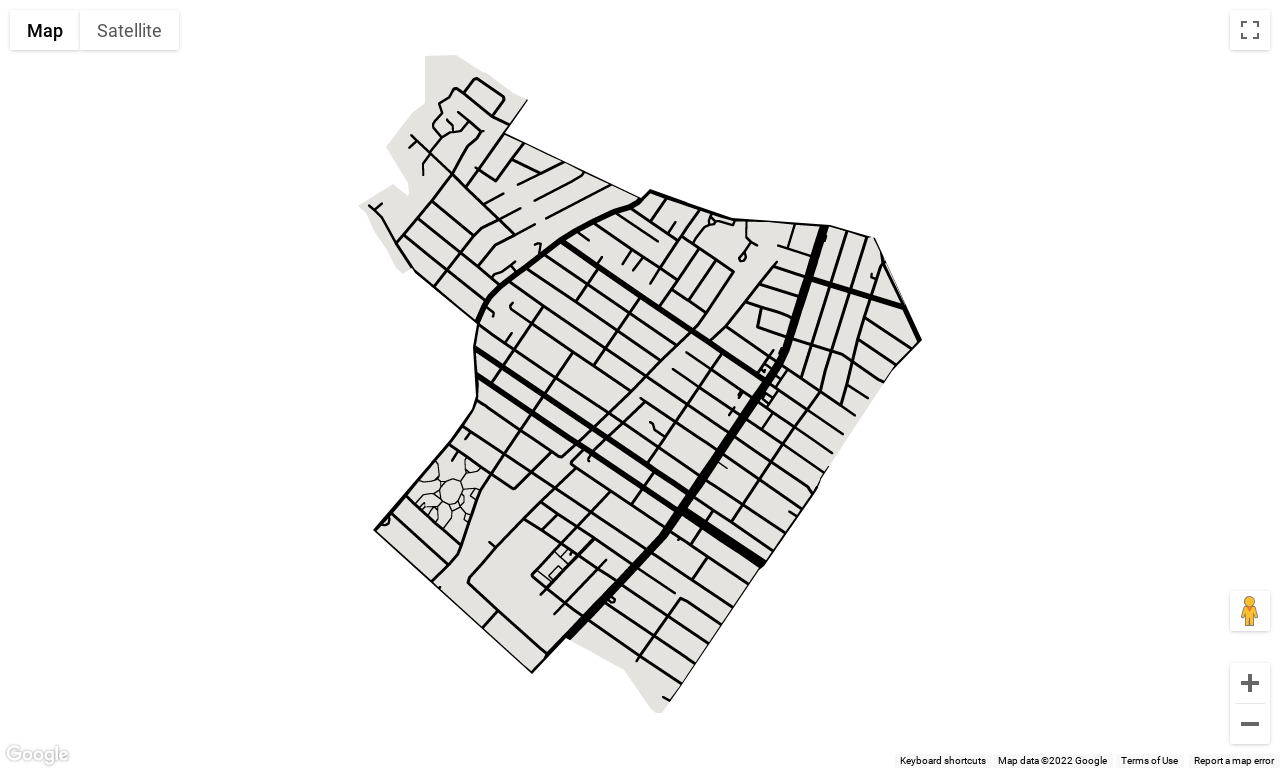 Map Satellite
Google
Keyboard shortcuts Map data ©2022 Google Terms of Use Report a map error